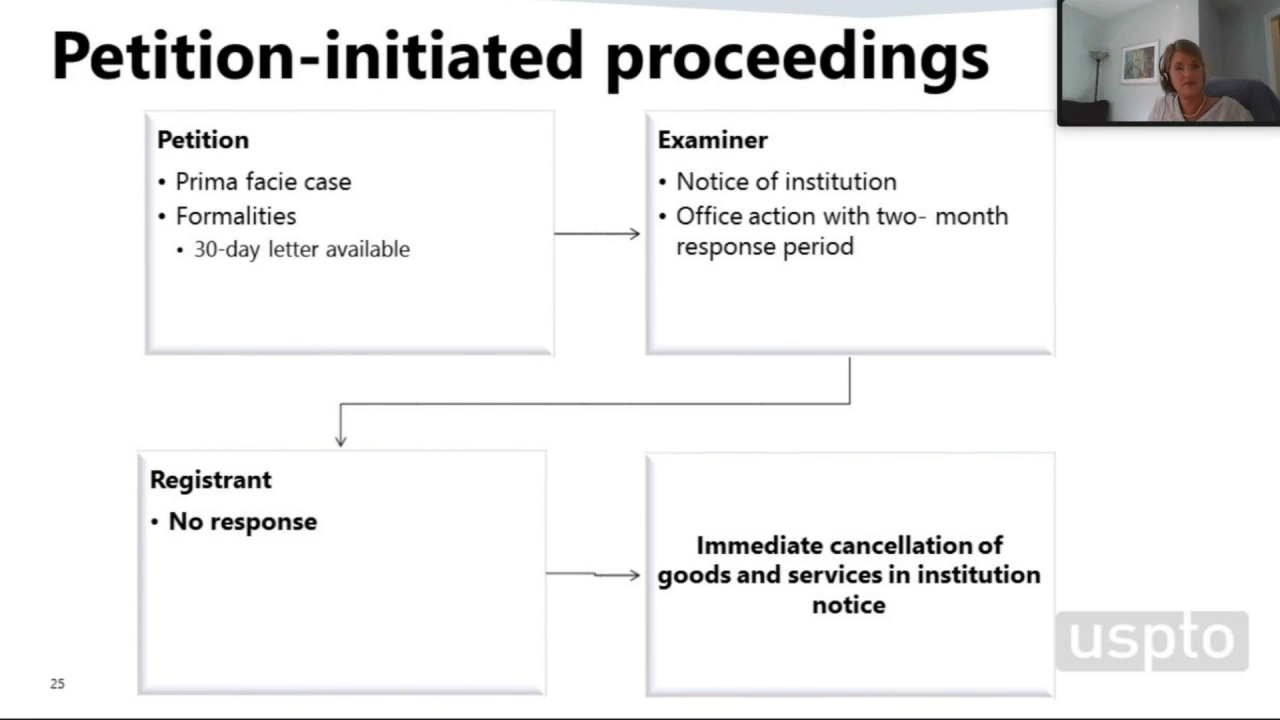 Petition-initiated proceedings
Petition
• Prima facie case
• Formalities
• 30-day letter available
Examiner
• Notice of institution
• Office action with two- month
response period
Registrant
• No response
Immediate cancellation of
goods and services in institution
notice
uspto
25